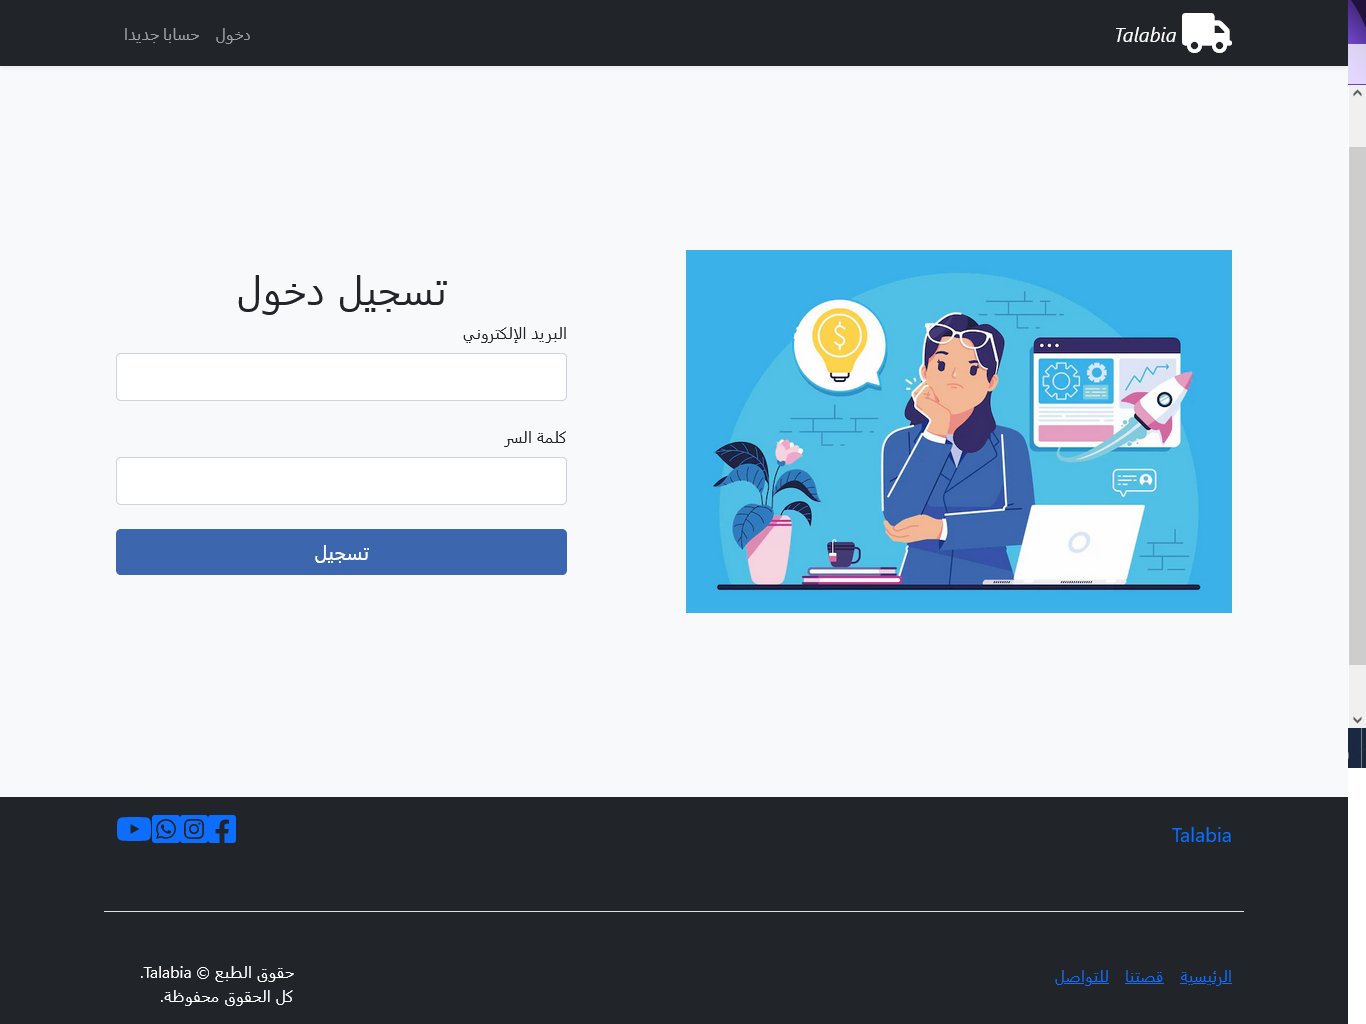 Talabia
دخول
حسابا جديدا
تسجيل دخول
البريد الإلكتروني
كلمة السر
تسجيل
Talabia
الرئيسية
قصتنا
للتواصل
حقوق الطبع © Talabia.
كل الحقوق محفوظة.